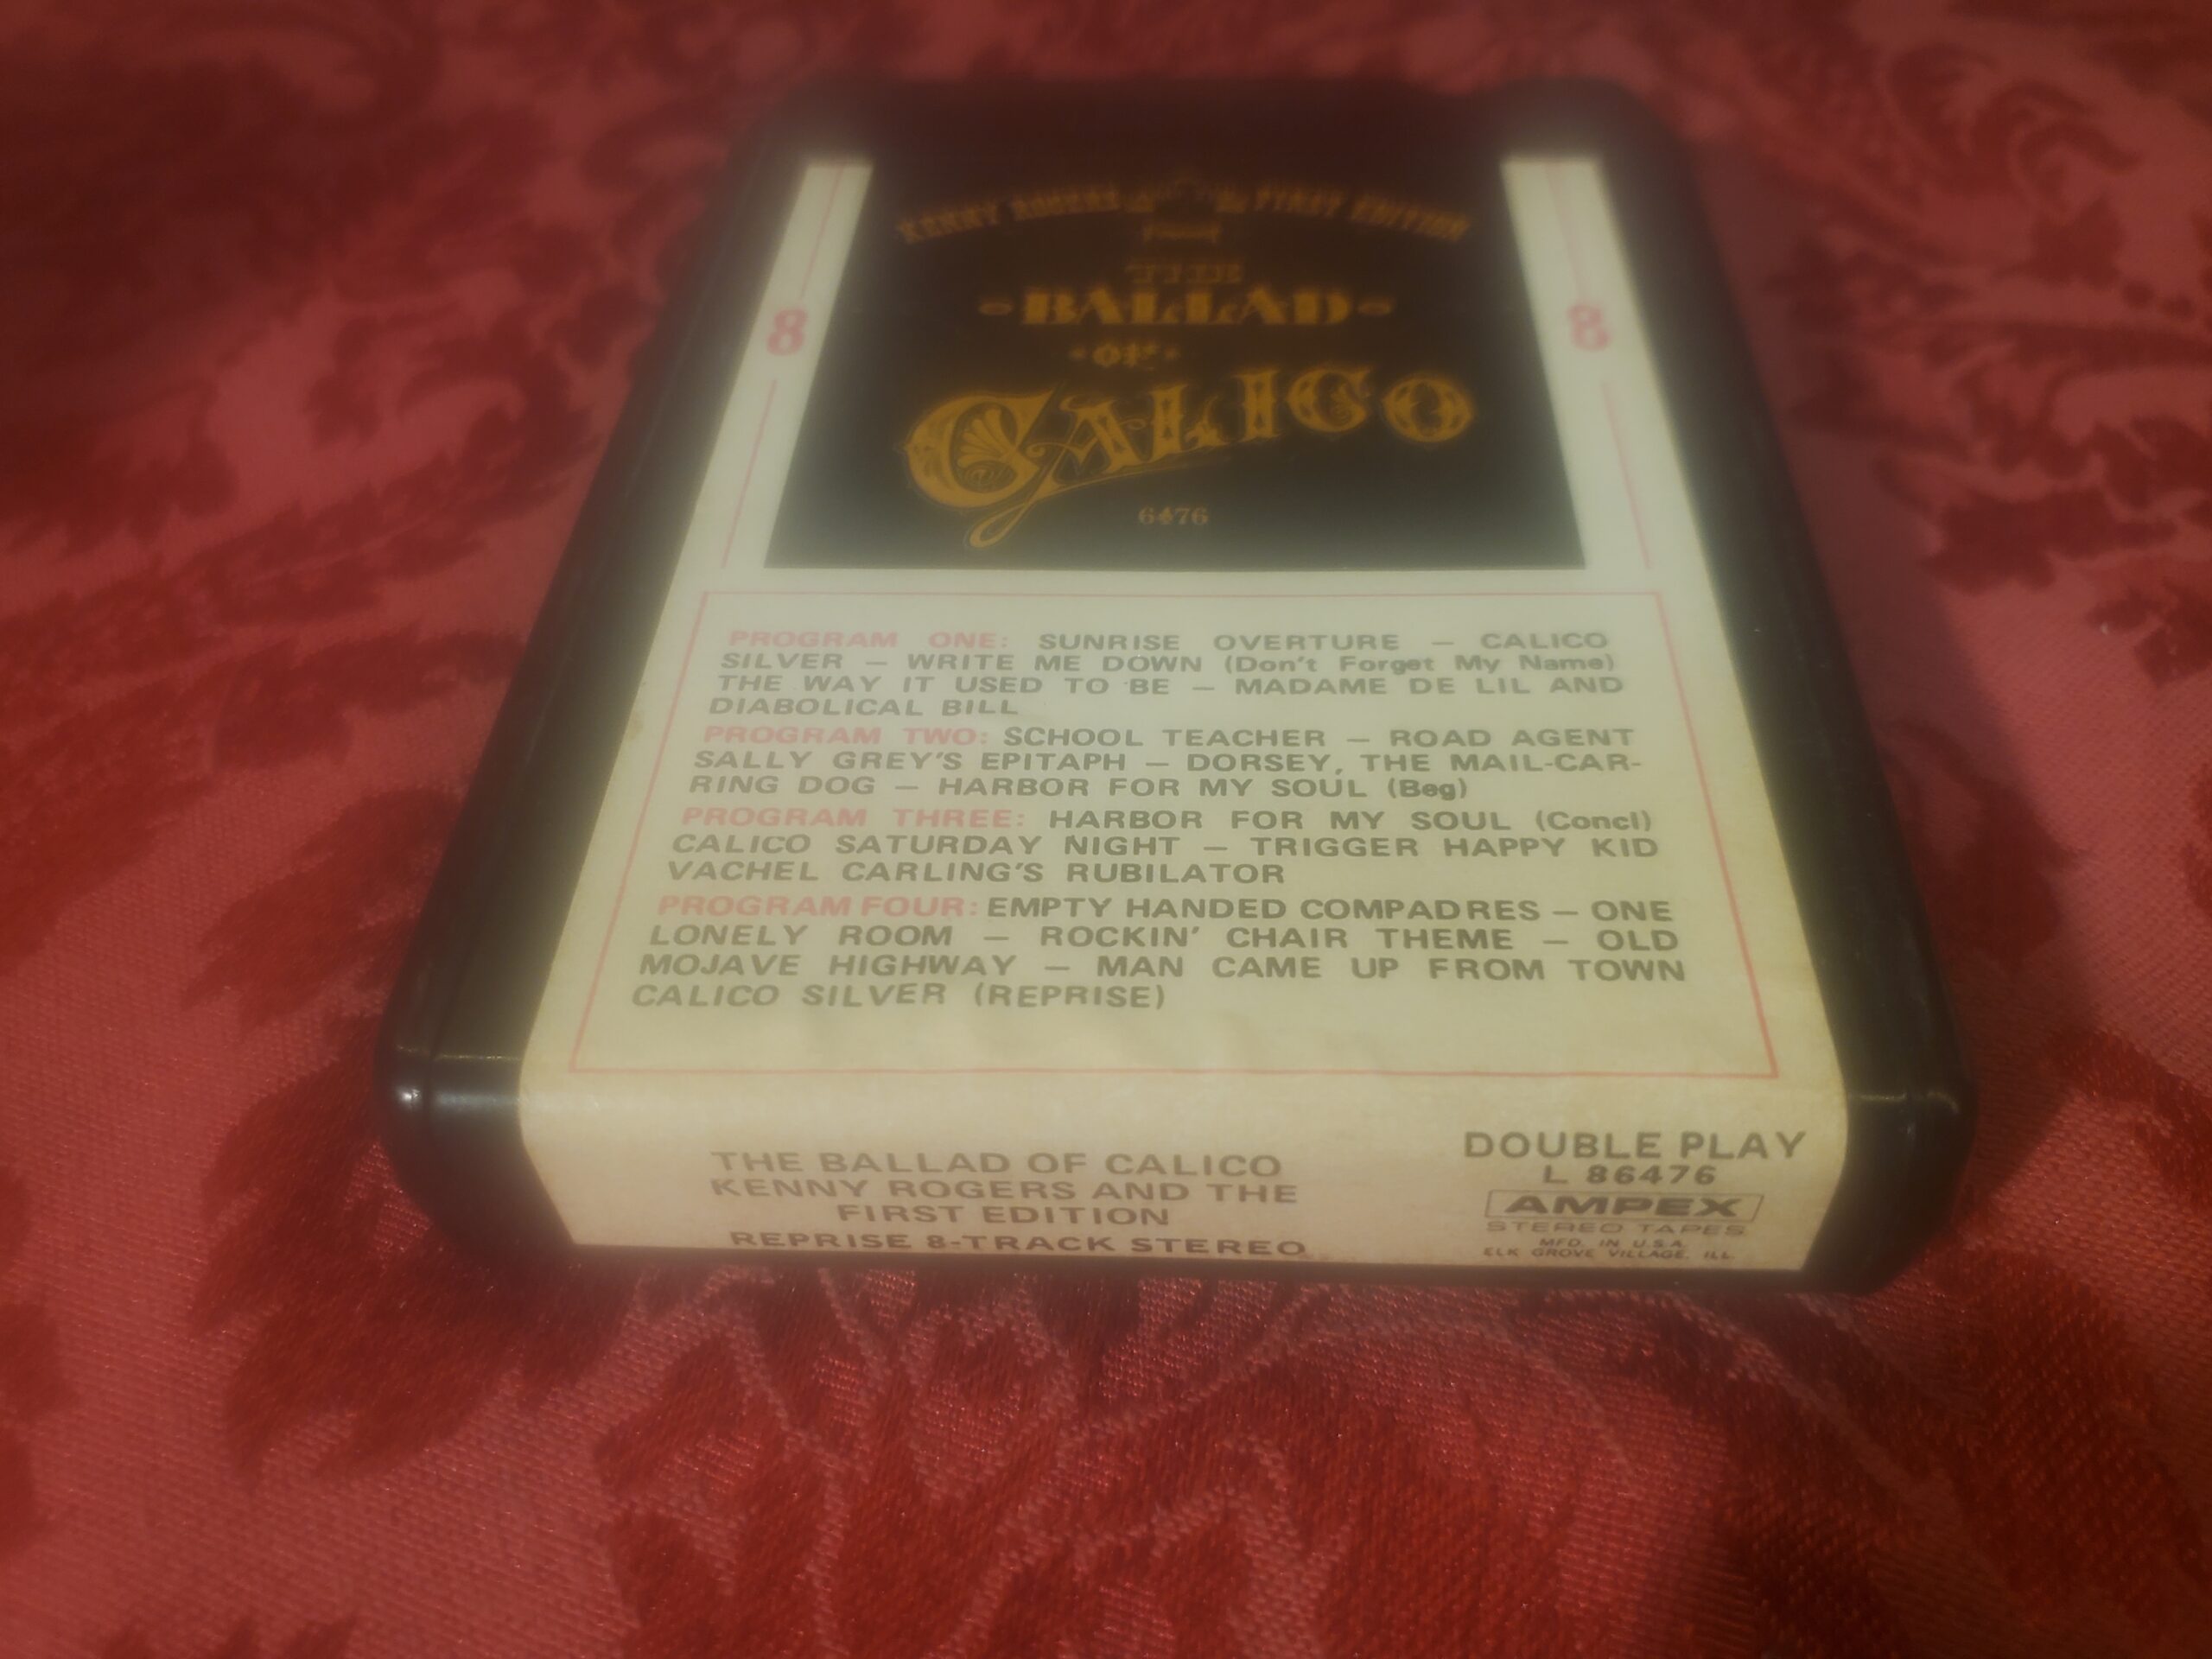 KENNY ROGERS AND THE FIRST EDITION
THE
BALLAD
OF
CALICO
6476
8
8
PROGRAM ONE: SUNRISE OVERTURE — CALICO
SILVER — WRITE ME DOWN (Don't Forget My Name)
THE WAY IT USED TO BE — MADAME DE LIL AND
DIABOLICAL BILL
PROGRAM TWO: SCHOOL TEACHER — ROAD AGENT
SALLY GREY'S EPITAPH — DORSEY, THE MAIL-CAR-
RING DOG — HARBOR FOR MY SOUL (Beg)
PROGRAM THREE: HARBOR FOR MY SOUL (Concl)
CALICO SATURDAY NIGHT — TRIGGER HAPPY KID
VACHEL CARLING'S RUBILATOR
PROGRAM FOUR: EMPTY HANDED COMPADRES — ONE
LONELY ROOM — ROCKIN' CHAIR THEME — OLD
MOJAVE HIGHWAY — MAN CAME UP FROM TOWN
CALICO SILVER (REPRISE)
THE BALLAD OF CALICO
KENNY ROGERS AND THE
FIRST EDITION
REPRISE 8-TRACK STEREO
DOUBLE PLAY
L 86476
AMPEX
STEREO TAPES
MFD. IN U.S.A.
ELK GROVE VILLAGE, ILL.